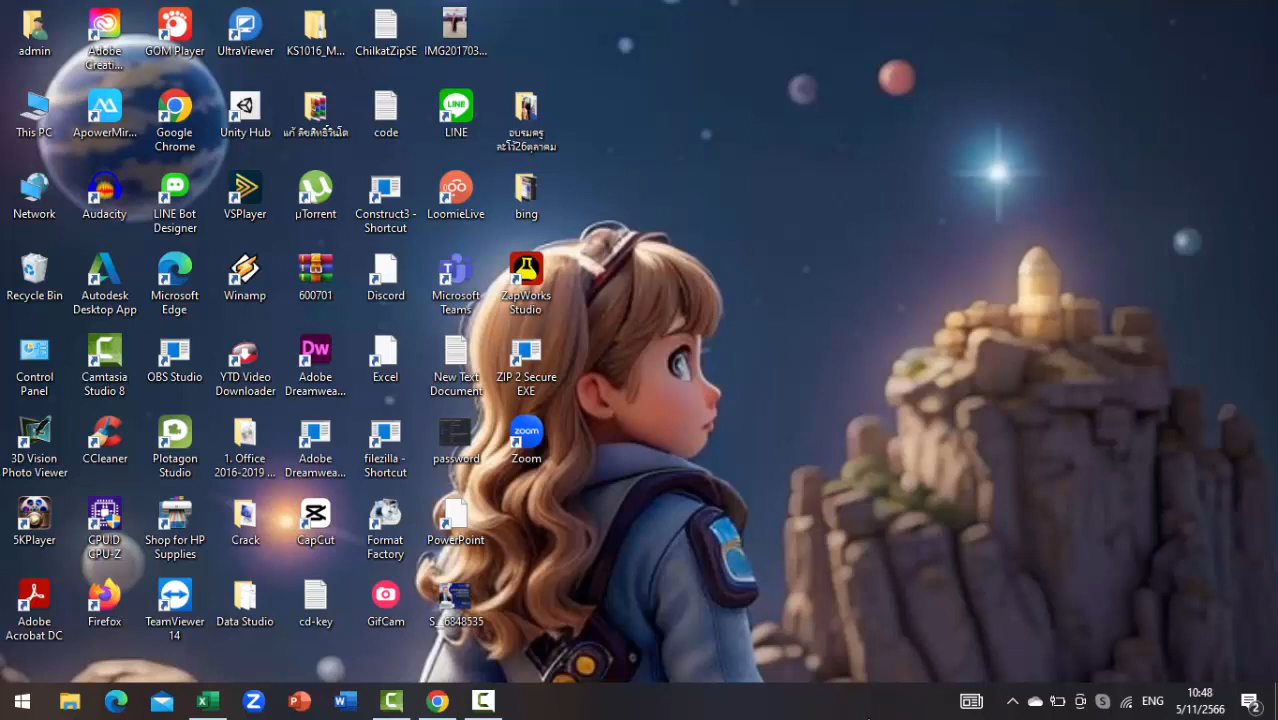 admin
Adobe
Creati...
GOM Player
UltraViewer
KS1016_M...
ChilkatZipSE
IMG201703...
This PC
ApowerMir...
Google
Chrome
Unity Hub
แก้ ลิขสิทธิ์วินโด
code
LINE
อบรมครู
ละโว้26ตุลาคม
Network
Audacity
LINE Bot
Designer
VSPlayer
µTorrent
Construct3 -
Shortcut
LoomieLive
bing
Recycle Bin
Autodesk
Desktop App
Microsoft
Edge
Winamp
600701
Discord
Microsoft
Teams
ZapWorks
Studio
Control
Panel
Camtasia
Studio 8
OBS Studio
YTD Video
Downloader
Dw
Adobe
Dreamwea...
Excel
New Text
Document
ZIP 2 Secure
EXE
3D Vision
Photo Viewer
CCleaner
Plotagon
Studio
1. Office
2016-2019 ...
Adobe
Dreamwea...
filezilla -
Shortcut
password
zoom
Zoom
5KPlayer
CPUID
CPU-Z
Shop for HP
Supplies
Crack
CapCut
Format
Factory
PowerPoint
Adobe
Acrobat DC
Firefox
TeamViewer
14
Data Studio
cd-key
GifCam
S_16848535
ENG
10:48
5/11/2566
2